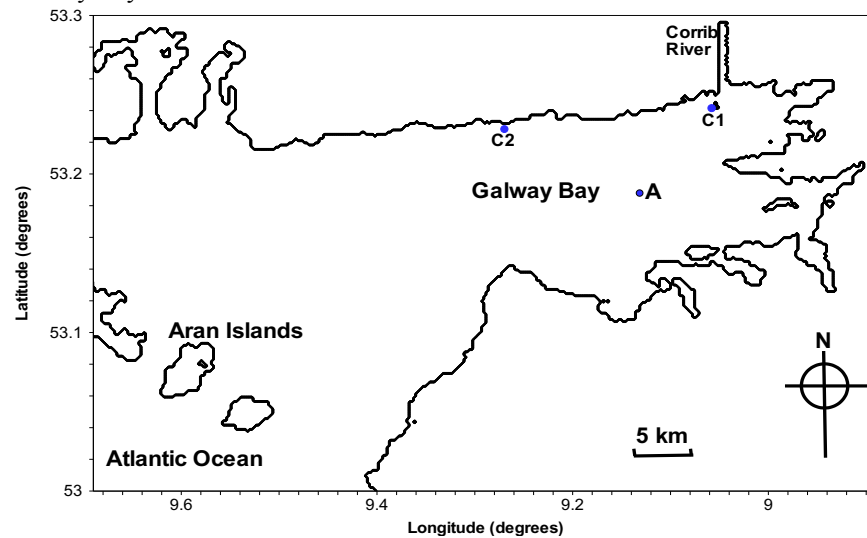 53.3
Corrib
River
C1
C2
53.2
Galway Bay
A
Latitude (degrees)
53.1
Aran Islands
N
5 km
Atlantic Ocean
53
9.6
9.4
9.2
9
Longitude (degrees)